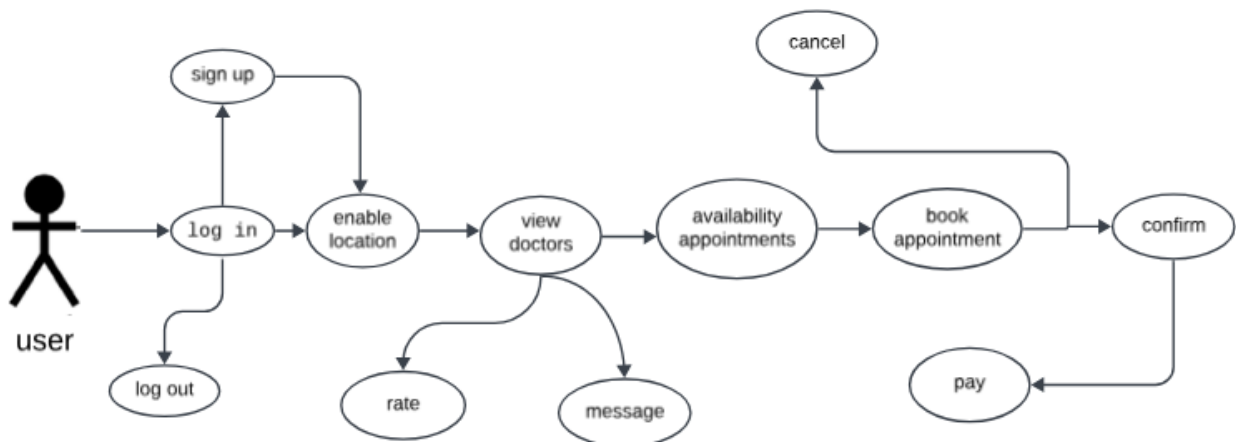 cancel
sign up
log in
enable
location
view
doctors
availability
appointments
book
appointment
confirm
user
log out
rate
message
pay